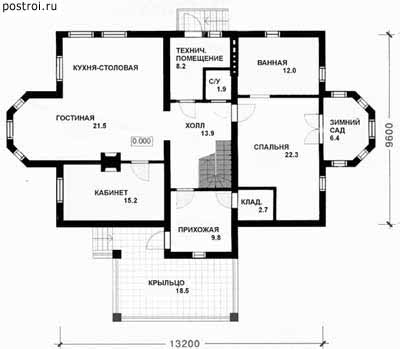 postroi.ru
КУХНЯ-СТОЛОВАЯ
ТЕХНИЧ.
ПОМЕЩЕНИЕ
8.2
ВАННАЯ
12.0
С/У
1.9
ГОСТИНАЯ
21.5
0.000
ХОЛЛ
13.9
СПАЛЬНЯ
22.3
ЗИМНИЙ
САД
6.4
9600
КАБИНЕТ
15.2
КЛАД.
2.7
ПРИХОЖАЯ
9.8
КРЫЛЬЦО
18.5
13200